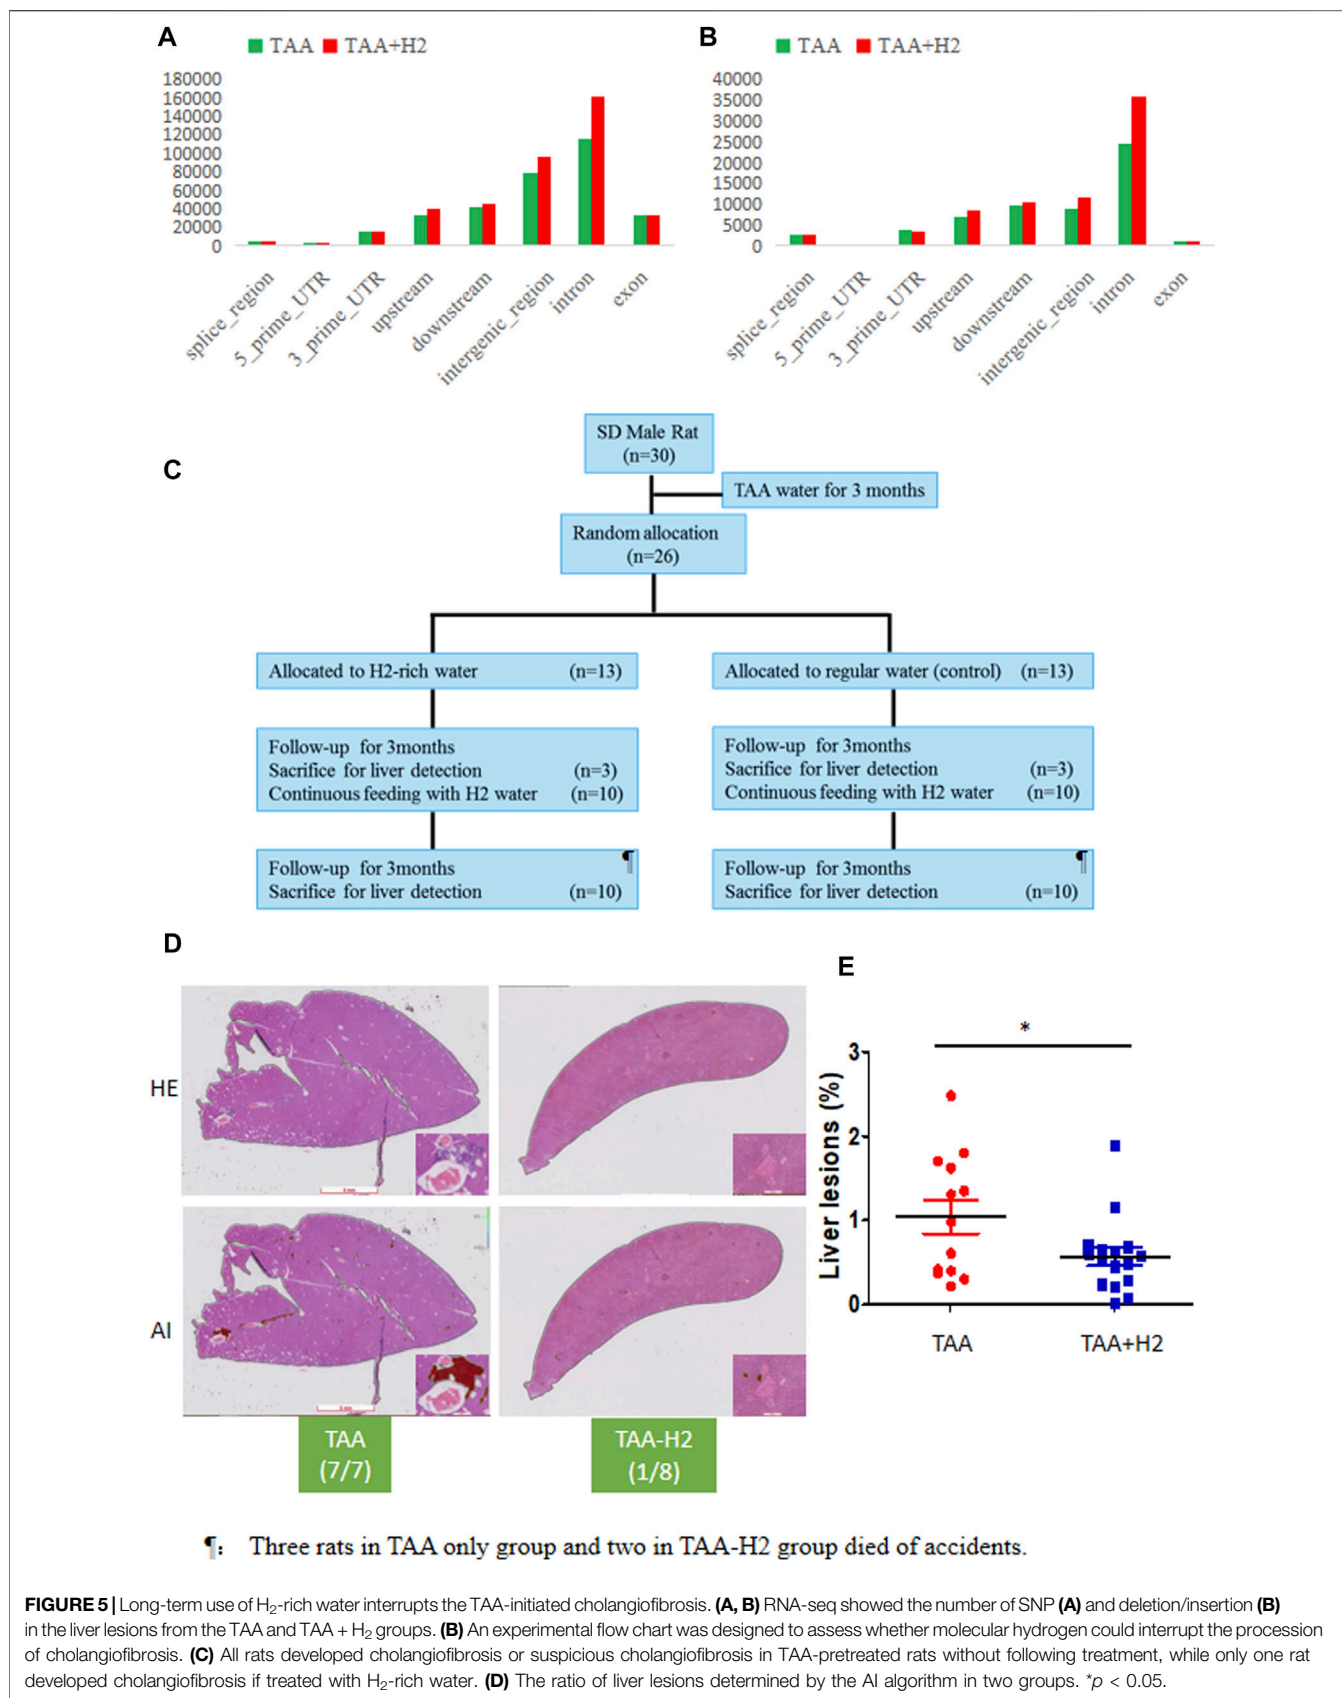 A
TAA TAA+H2
180000
160000
140000
120000
100000
80000
60000
40000
20000
0
splice_region
5_prime_UTR
3_prime_UTR
upstream
downstream
intergenic_region
intron
exon
B
TAA TAA+H2
40000
35000
30000
25000
20000
15000
10000
5000
0
splice_region
5_prime_UTR
3_prime_UTR
upstream
downstream
intergenic_region
intron
exon
C
SD Male Rat
(n=30)
TAA water for 3 months
Random allocation
(n=26)
Allocated to H2-rich water (n=13)
Allocated to regular water (control) (n=13)
Follow-up for 3months
Sacrifice for liver detection (n=3)
Continuous feeding with H2 water (n=10)
Follow-up for 3months
Sacrifice for liver detection (n=3)
Continuous feeding with H2 water (n=10)
Follow-up for 3months ¶
Sacrifice for liver detection (n=10)
Follow-up for 3months ¶
Sacrifice for liver detection (n=10)
D
HE
AI
TAA
(7/7)
TAA-H2
(1/8)
E
*
Liver lesions (%)
3
2
1
0
TAA
TAA+H2
¶: Three rats in TAA only group and two in TAA-H2 group died of accidents.
FIGURE 5 | Long-term use of H₂-rich water interrupts the TAA-initiated cholangiofibrosis. (A, B) RNA-seq showed the number of SNP (A) and deletion/insertion (B)
in the liver lesions from the TAA and TAA + H₂ groups. (B) An experimental flow chart was designed to assess whether molecular hydrogen could interrupt the procession
of cholangiofibrosis. (C) All rats developed cholangiofibrosis or suspicious cholangiofibrosis in TAA-pretreated rats without following treatment, while only one rat
developed cholangiofibrosis if treated with H₂-rich water. (D) The ratio of liver lesions determined by the AI algorithm in two groups. *p < 0.05.